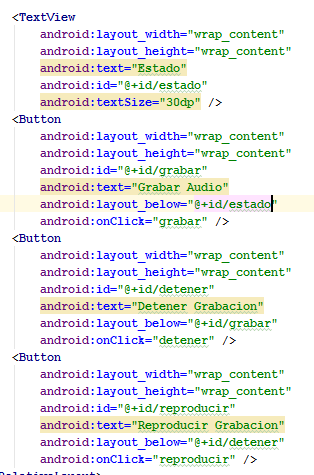 <TextView
android:layout_width="wrap_content"
android:layout_height="wrap_content"
android:text="Estado"
android:id="@+id/estado"
android:textSize="30dp" />
<Button
android:layout_width="wrap_content"
android:layout_height="wrap_content"
android:id="@+id/grabar"
android:text="Grabar Audio"
android:layout_below="@+id/estado"
android:onClick="grabar" />
<Button
android:layout_width="wrap_content"
android:layout_height="wrap_content"
android:id="@+id/detener"
android:text="Detener Grabacion"
android:layout_below="@+id/grabar"
android:onClick="detener" />
<Button
android:layout_width="wrap_content"
android:layout_height="wrap_content"
android:id="@+id/reproducir"
android:text="Reproducir Grabacion"
android:layout_below="@+id/detener"
android:onClick="reproducir" />
RelativeLayout>